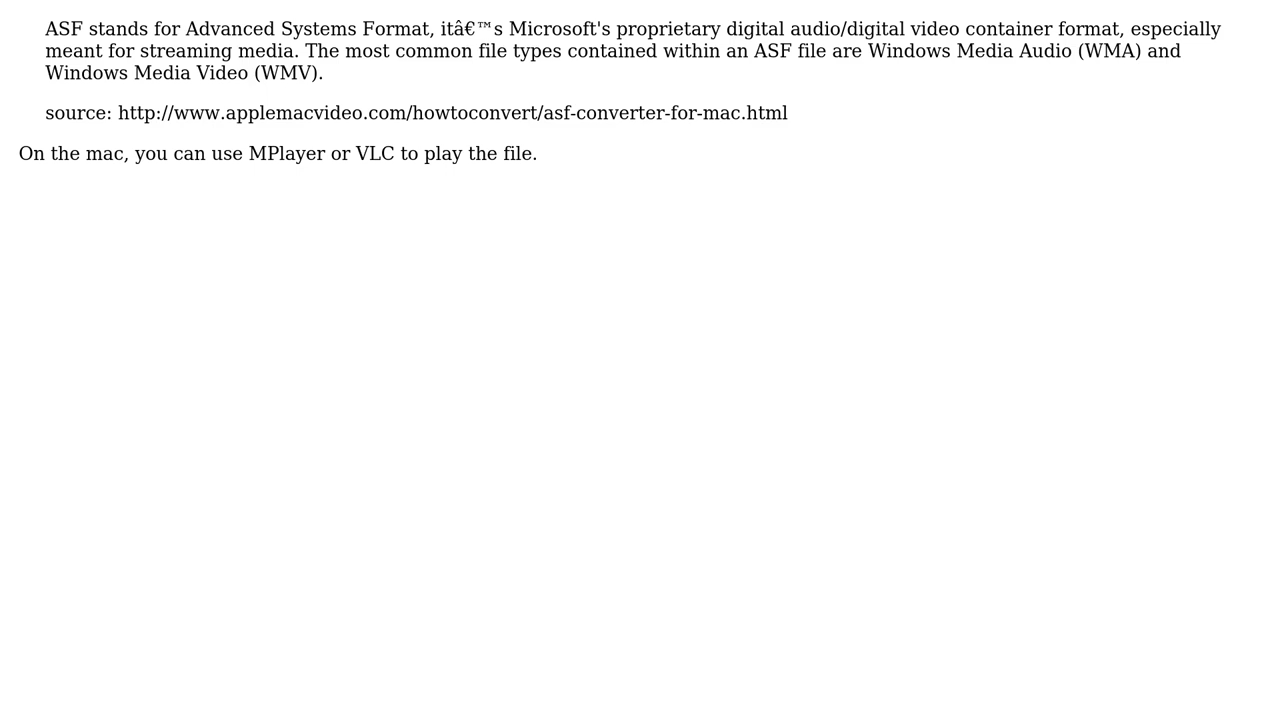 ASF stands for Advanced Systems Format, itâ€™s Microsoft's proprietary digital audio/digital video container format, especially
meant for streaming media. The most common file types contained within an ASF file are Windows Media Audio (WMA) and
Windows Media Video (WMV).
source: http://www.applemacvideo.com/howtoconvert/asf-converter-for-mac.html
On the mac, you can use MPlayer or VLC to play the file.